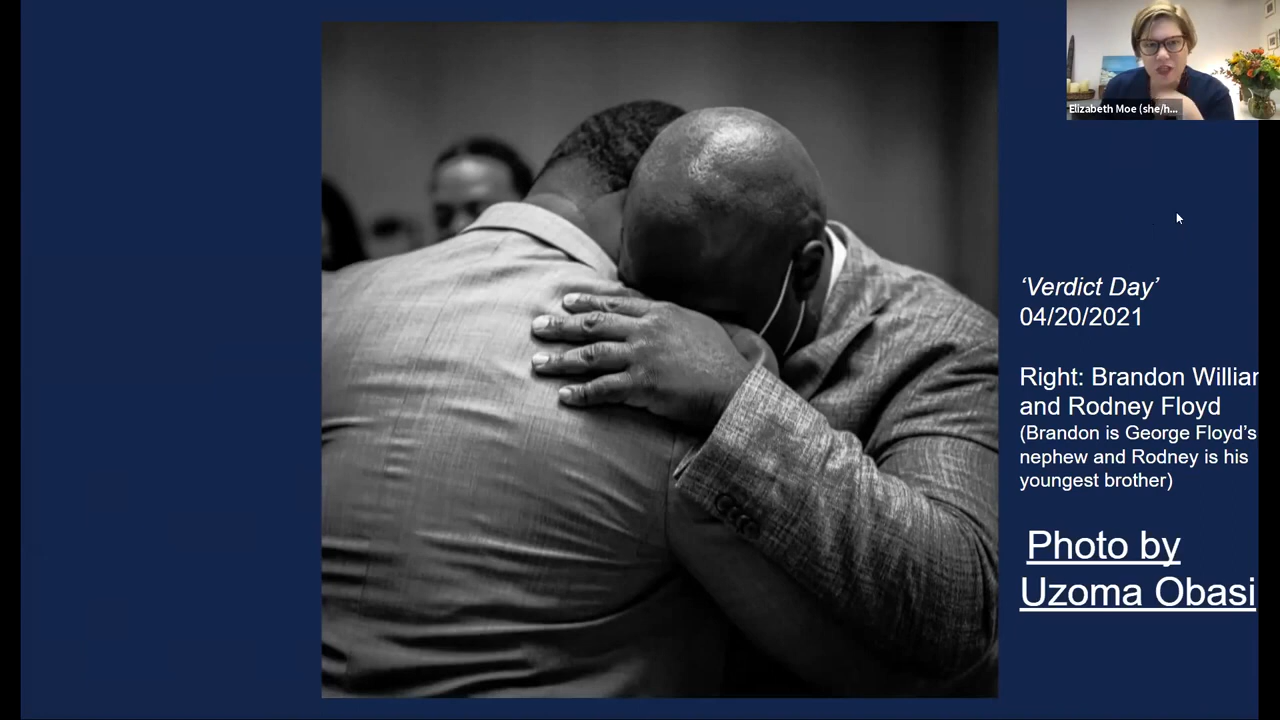 Elizabeth Moe (she/h...
‘Verdict Day’
04/20/2021
Right: Brandon Willian
and Rodney Floyd
(Brandon is George Floyd’s
nephew and Rodney is his
youngest brother)
Photo by
Uzoma Obasi